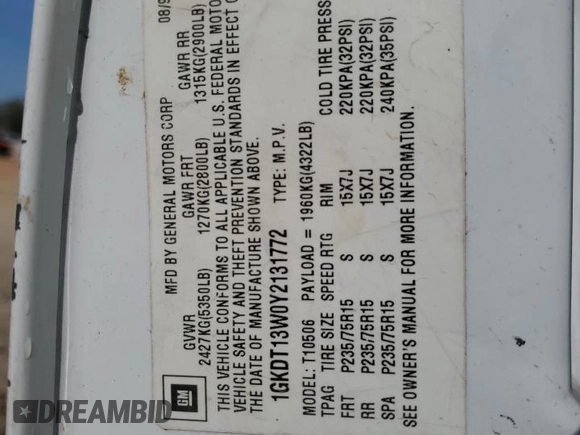 MFD BY GENERAL MOTORS CORP 08/9
GVWR GAWR FRT GAWR RR
2427KG(5350LB) 1270KG(2800LB) 1315KG(2900LB)
THIS VEHICLE CONFORMS TO ALL APPLICABLE U.S. FEDERAL MOTO
VEHICLE SAFETY AND THEFT PREVENTION STANDARDS IN EFFECT O
THE DATE OF MANUFACTURE SHOWN ABOVE.
1GKDT13W0Y2131772 TYPE: M.P.V.
MODEL: T10506 PAYLOAD = 1960KG(4322LB)
TPAG TIRE SIZE SPEED RTG RIM COLD TIRE PRESS
FRT P235/75R15 S 15X7J 220KPA(32PSI)
RR P235/75R15 S 15X7J 220KPA(32PSI)
SPA P235/75R15 S 15X7J 240KPA(35PSI)
SEE OWNER'S MANUAL FOR MORE INFORMATION.
GM
DREAMBID